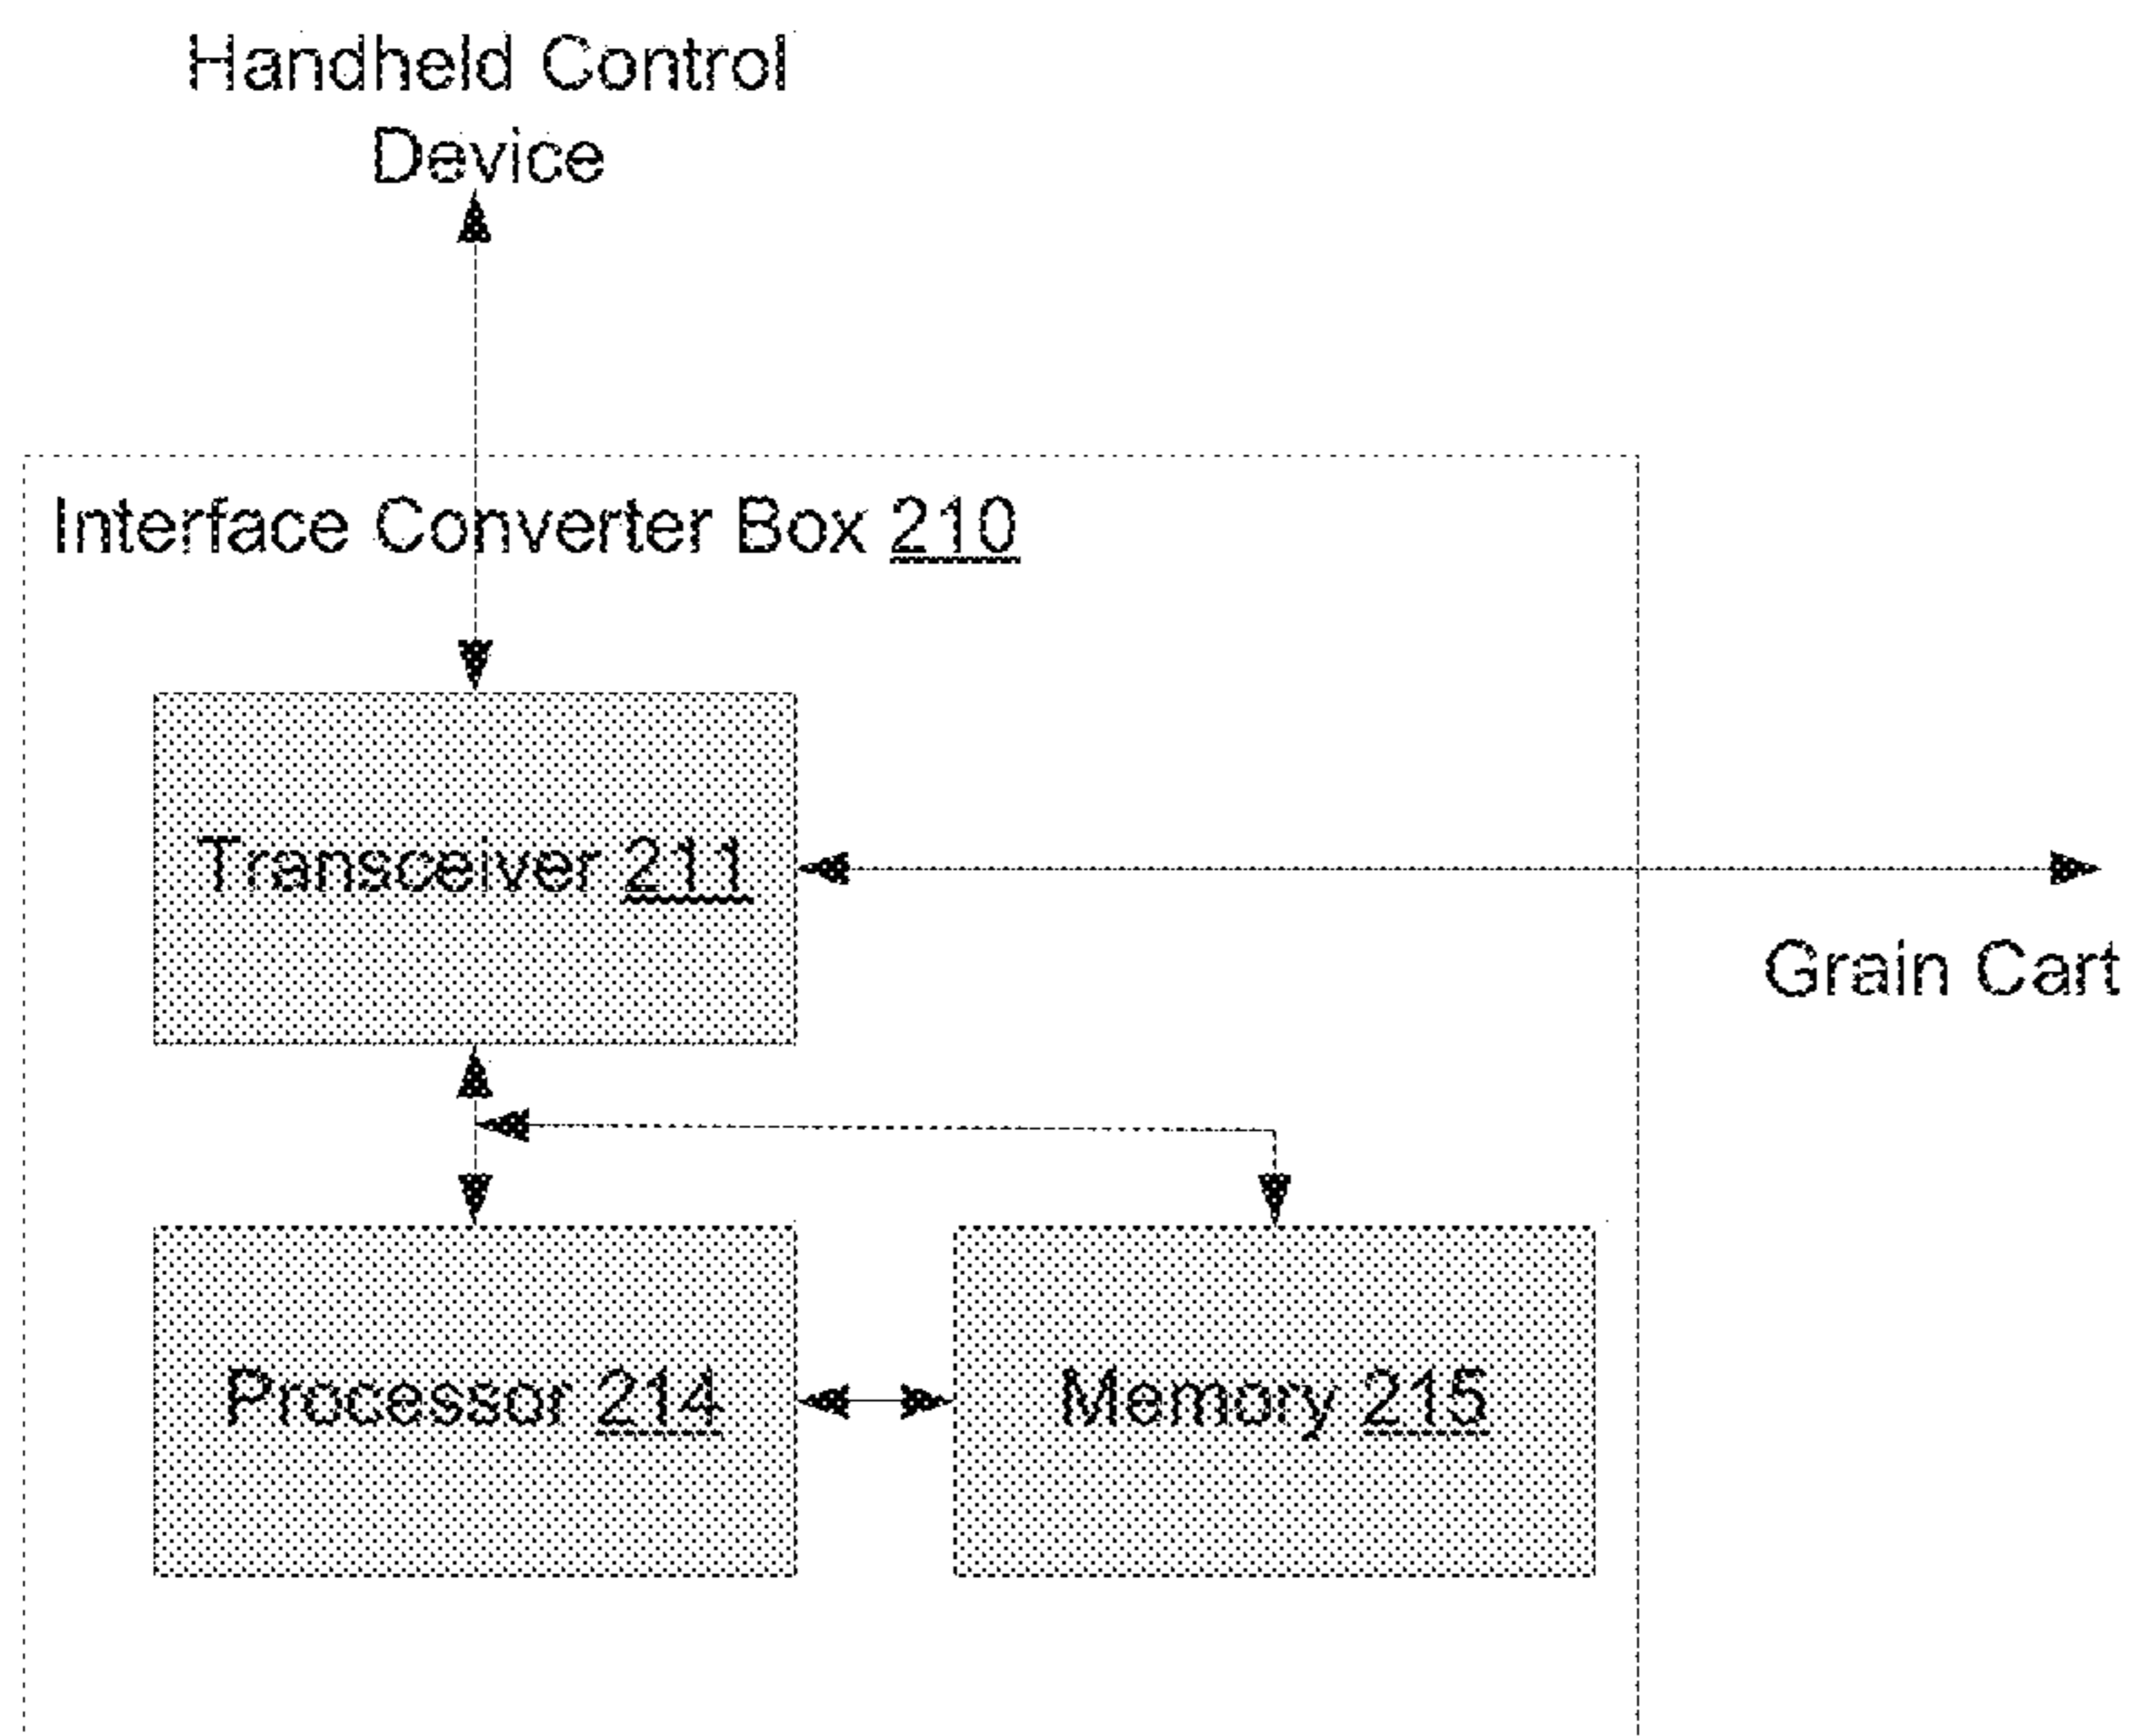 Handheld Control
Device
Interface Converter Box 210
Transceiver 211
Grain Cart
Processor 214
Memory 215